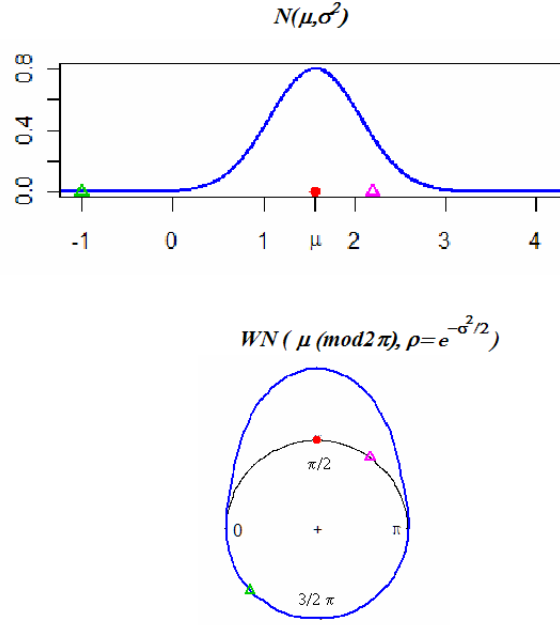 N(μ,σ²)
0.8
0.4
0.0
-1 0 1 μ 2 3 4
WN ( μ (mod2π), ρ=e^{-σ²/2} )
π/2
0 + π
3/2 π